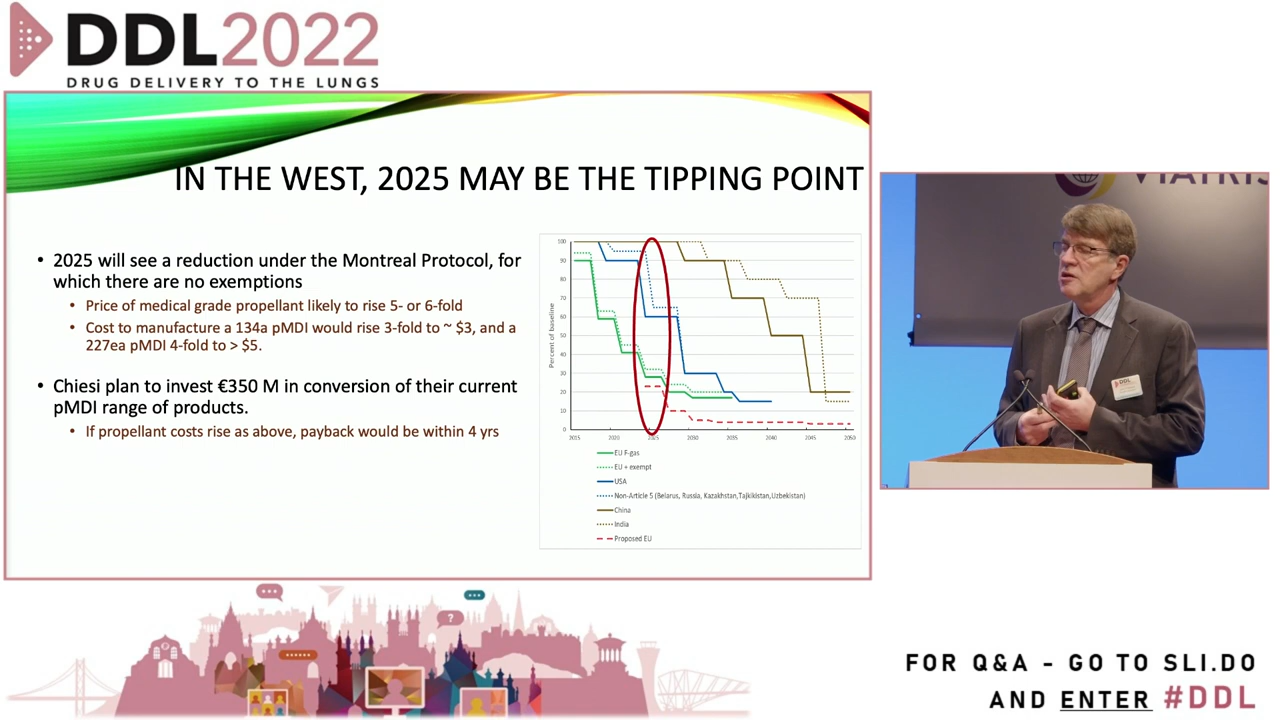 DDL2022
DRUG DELIVERY TO THE LUNGS
IN THE WEST, 2025 MAY BE THE TIPPING POINT
• 2025 will see a reduction under the Montreal Protocol, for
which there are no exemptions
• Price of medical grade propellant likely to rise 5- or 6-fold
• Cost to manufacture a 134a pMDI would rise 3-fold to ~ $3, and a
227ea pMDI 4-fold to > $5.
• Chiesi plan to invest €350 M in conversion of their current
pMDI range of products.
• If propellant costs rise as above, payback would be within 4 yrs
Percent of baseline
100
90
80
70
60
50
40
30
20
10
0
2015 2020 2025 2030 2035 2040 2045 2050
EU F-gas
EU + exempt
USA
Non-Article 5 (Belarus, Russia, Kazakhstan,Tajikistan,Uzbekistan)
China
India
Proposed EU
VIATRIS
DDL
?
FOR Q&A - GO TO SLI.DO
AND ENTER #DDL